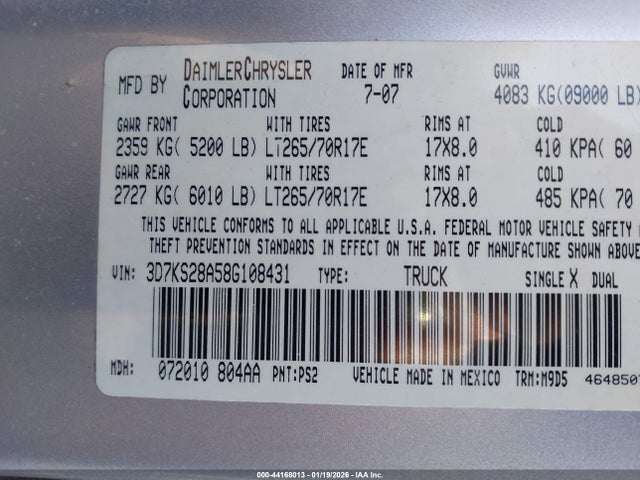 MFD BY DAIMLERCHRYSLER CORPORATION DATE OF MFR 7-07 GVWR 4083 KG(09000 LB)
GAWR FRONT WITH TIRES RIMS AT COLD
2359 KG( 5200 LB) LT265/70R17E 17X8.0 410 KPA( 60
GAWR REAR WITH TIRES RIMS AT COLD
2727 KG( 6010 LB) LT265/70R17E 17X8.0 485 KPA( 70
THIS VEHICLE CONFORMS TO ALL APPLICABLE U.S.A. FEDERAL MOTOR VEHICLE SAFETY
THEFT PREVENTION STANDARDS IN EFFECT ON THE DATE OF MANUFACTURE SHOWN ABOVE
VIN: 3D7KS28A58G108431 TYPE: TRUCK SINGLE X DUAL
MDH: 072010 804AA PNT:PS2 VEHICLE MADE IN MEXICO TRM:M9D5 4648507
000-44168013 - 01/19/2026 - IAA Inc.